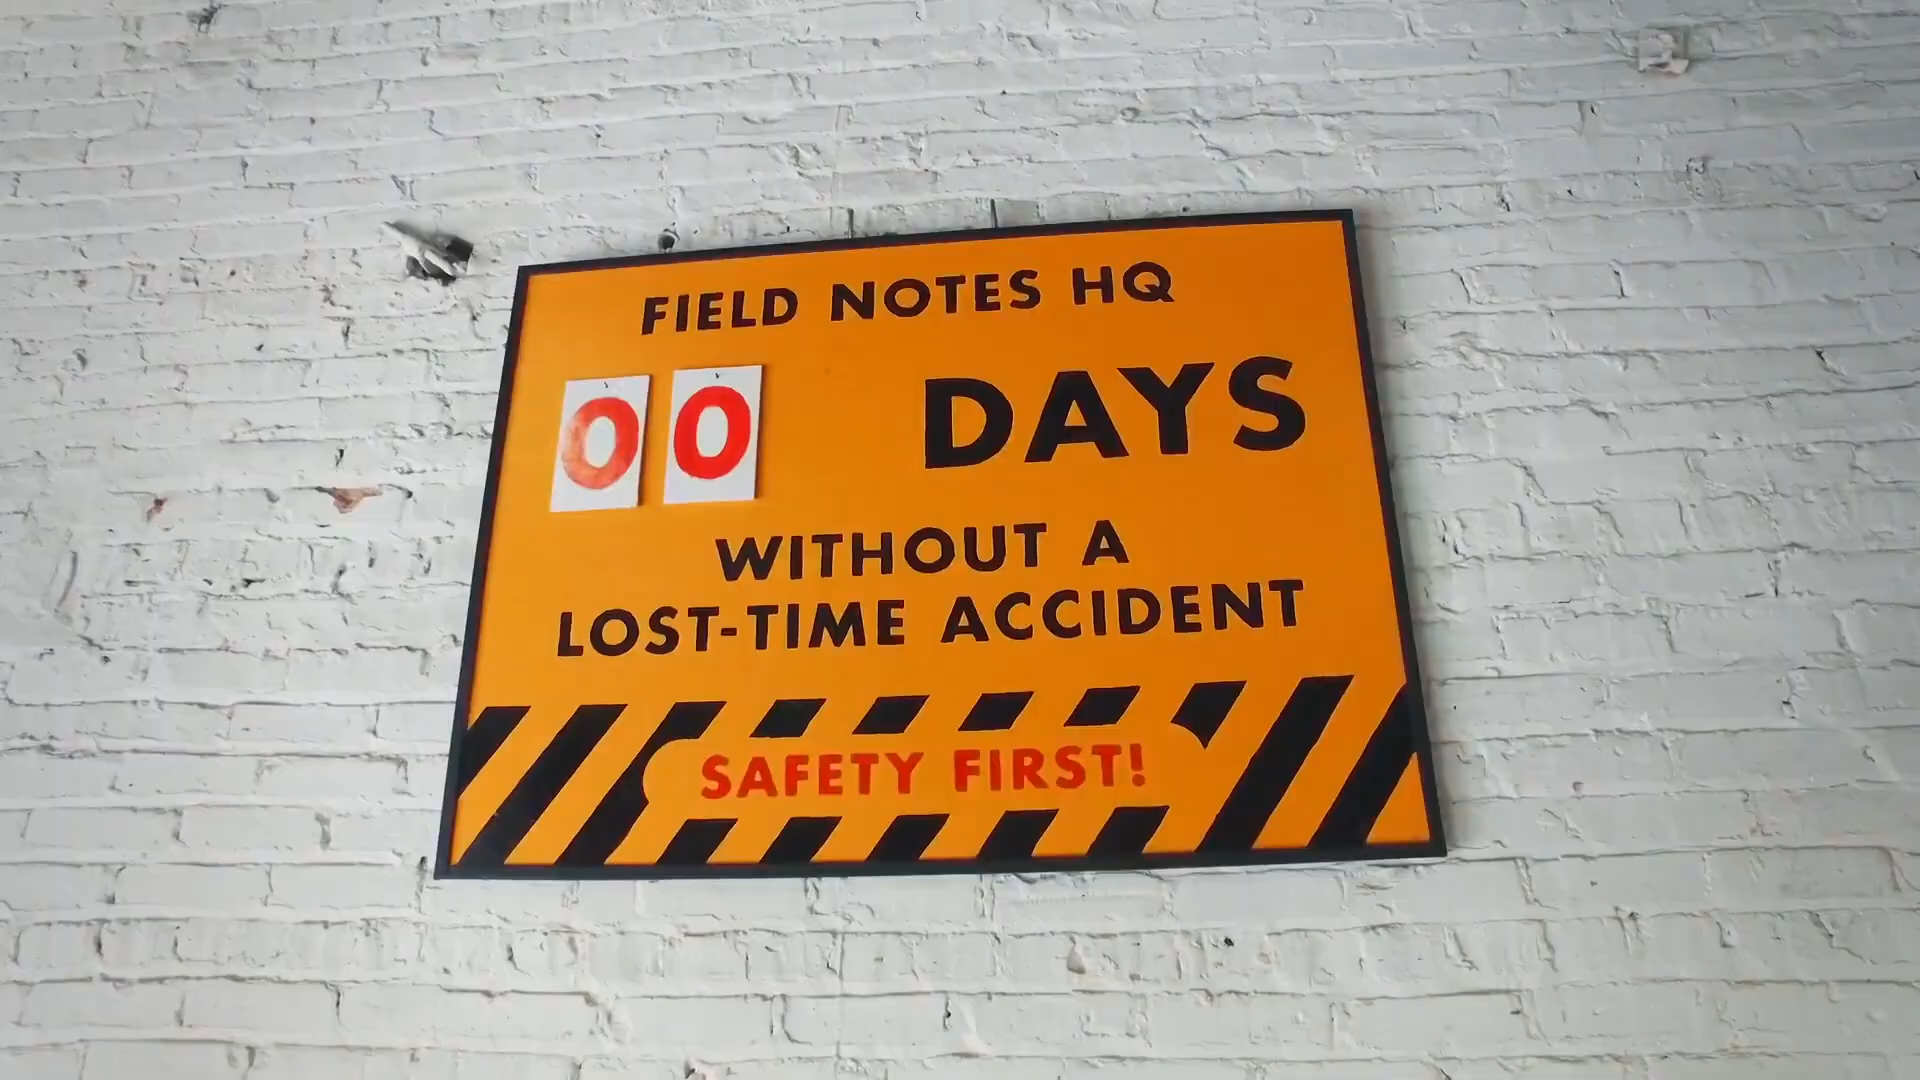 FIELD NOTES HQ
00 DAYS
WITHOUT A
LOST-TIME ACCIDENT
SAFETY FIRST!